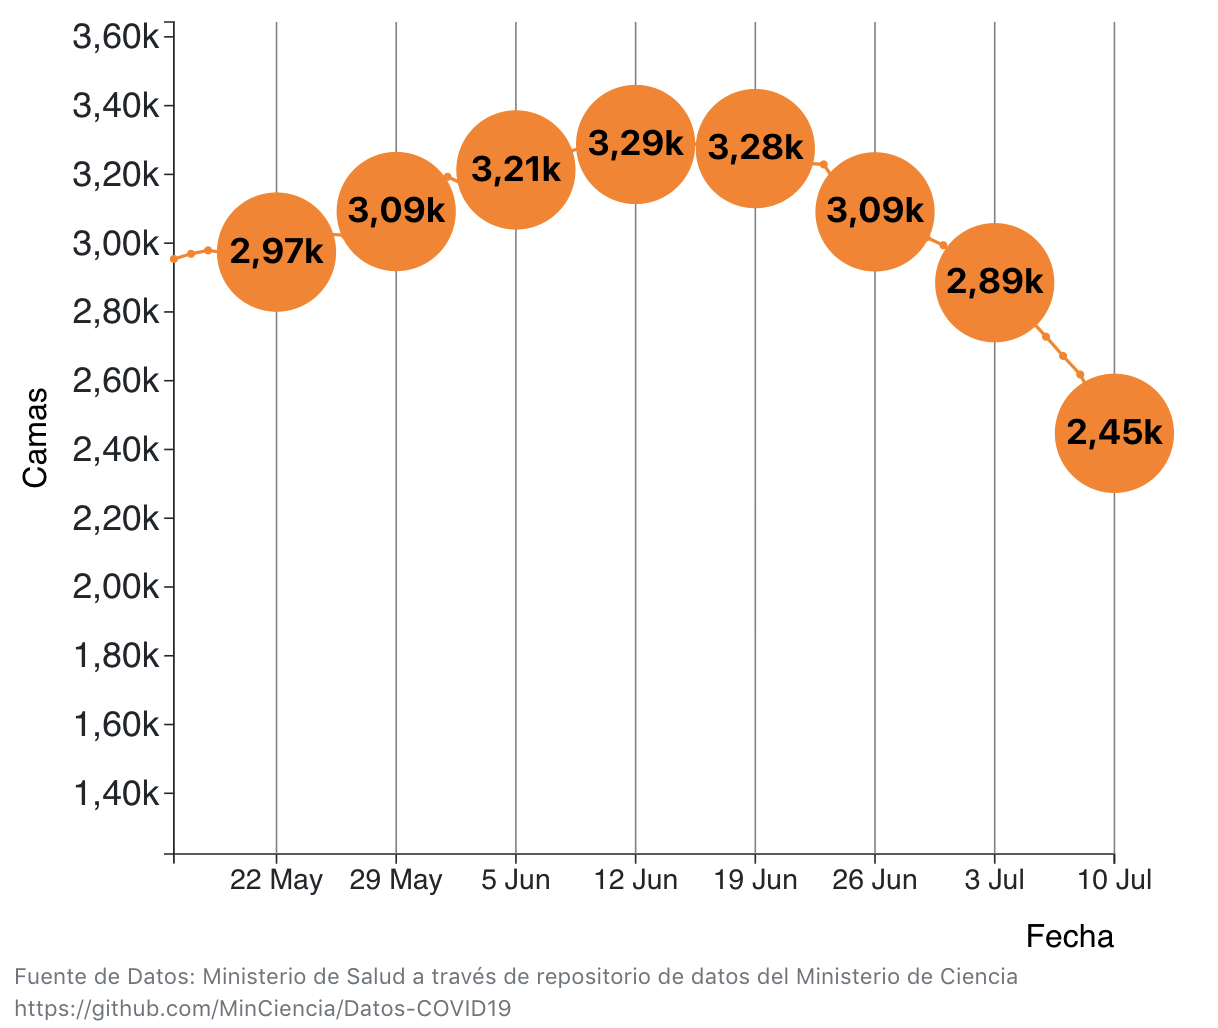 3,60k
3,40k
3,20k
3,00k
2,80k
2,60k
2,40k
2,20k
2,00k
1,80k
1,60k
1,40k
Camas
2,97k
3,09k
3,21k
3,29k
3,28k
3,09k
2,89k
2,45k
22 May
29 May
5 Jun
12 Jun
19 Jun
26 Jun
3 Jul
10 Jul
Fecha
Fuente de Datos: Ministerio de Salud a través de repositorio de datos del Ministerio de Ciencia
https://github.com/MinCiencia/Datos-COVID19